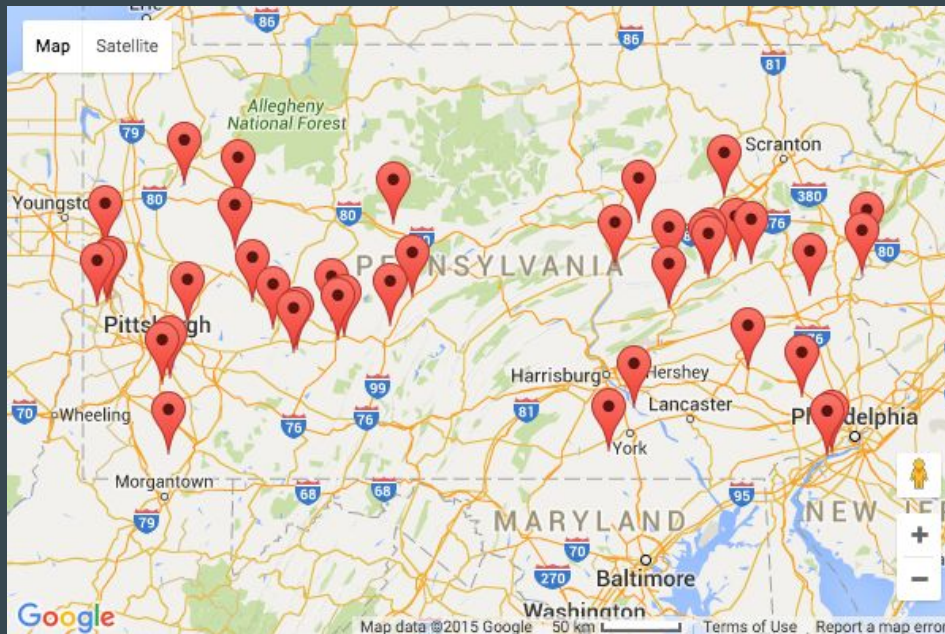 Erie
86
86
Map Satellite
81
Allegheny
National Forest
79
Scranton
80
380
Youngsto
80
80
PENNSYLVANIA
Pittsburgh
76
Harrisburg
Hershey
99
81
Lancaster
70
Wheeling
76
Philadelphia
York
Morgantown
68
68
95
NEW JE
79
MARYLAND
70
270
Baltimore
Washington
Google
Map data ©2015 Google 50 km Terms of Use Report a map error